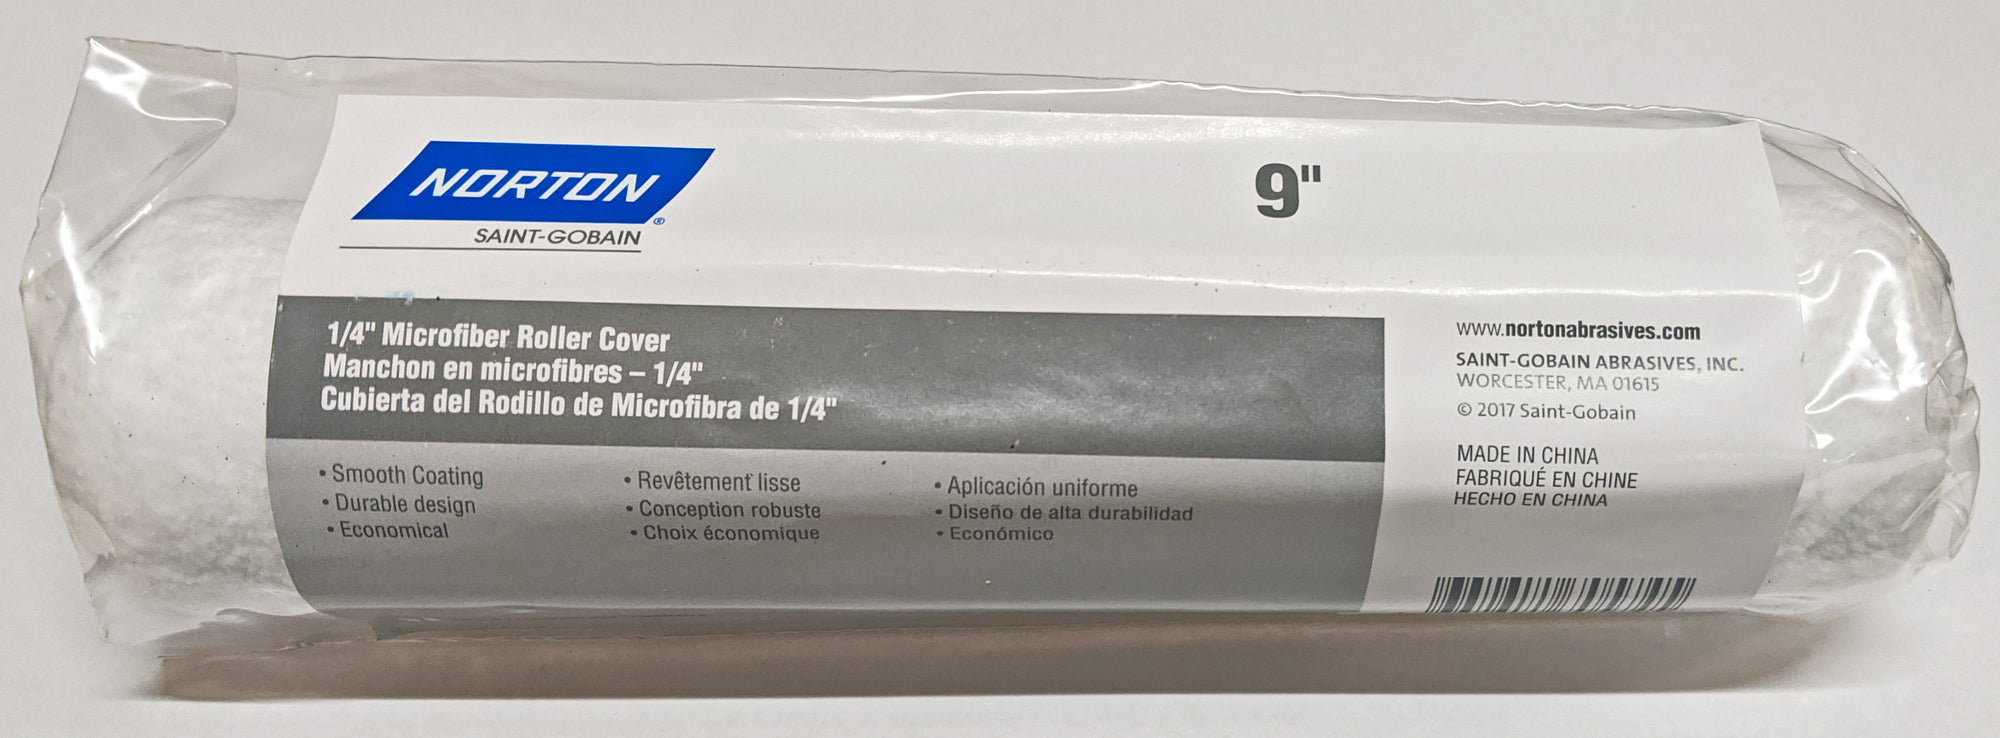 NORTON®
SAINT-GOBAIN
9"
1/4" Microfiber Roller Cover
Manchon en microfibres – 1/4"
Cubierta del Rodillo de Microfibra de 1/4"
• Smooth Coating
• Durable design
• Economical
• Revêtement lisse
• Conception robuste
• Choix économique
• Aplicación uniforme
• Diseño de alta durabilidad
• Económico
www.nortonabrasives.com
SAINT-GOBAIN ABRASIVES, INC.
WORCESTER, MA 01615
© 2017 Saint-Gobain
MADE IN CHINA
FABRIQUÉ EN CHINE
HECHO EN CHINA